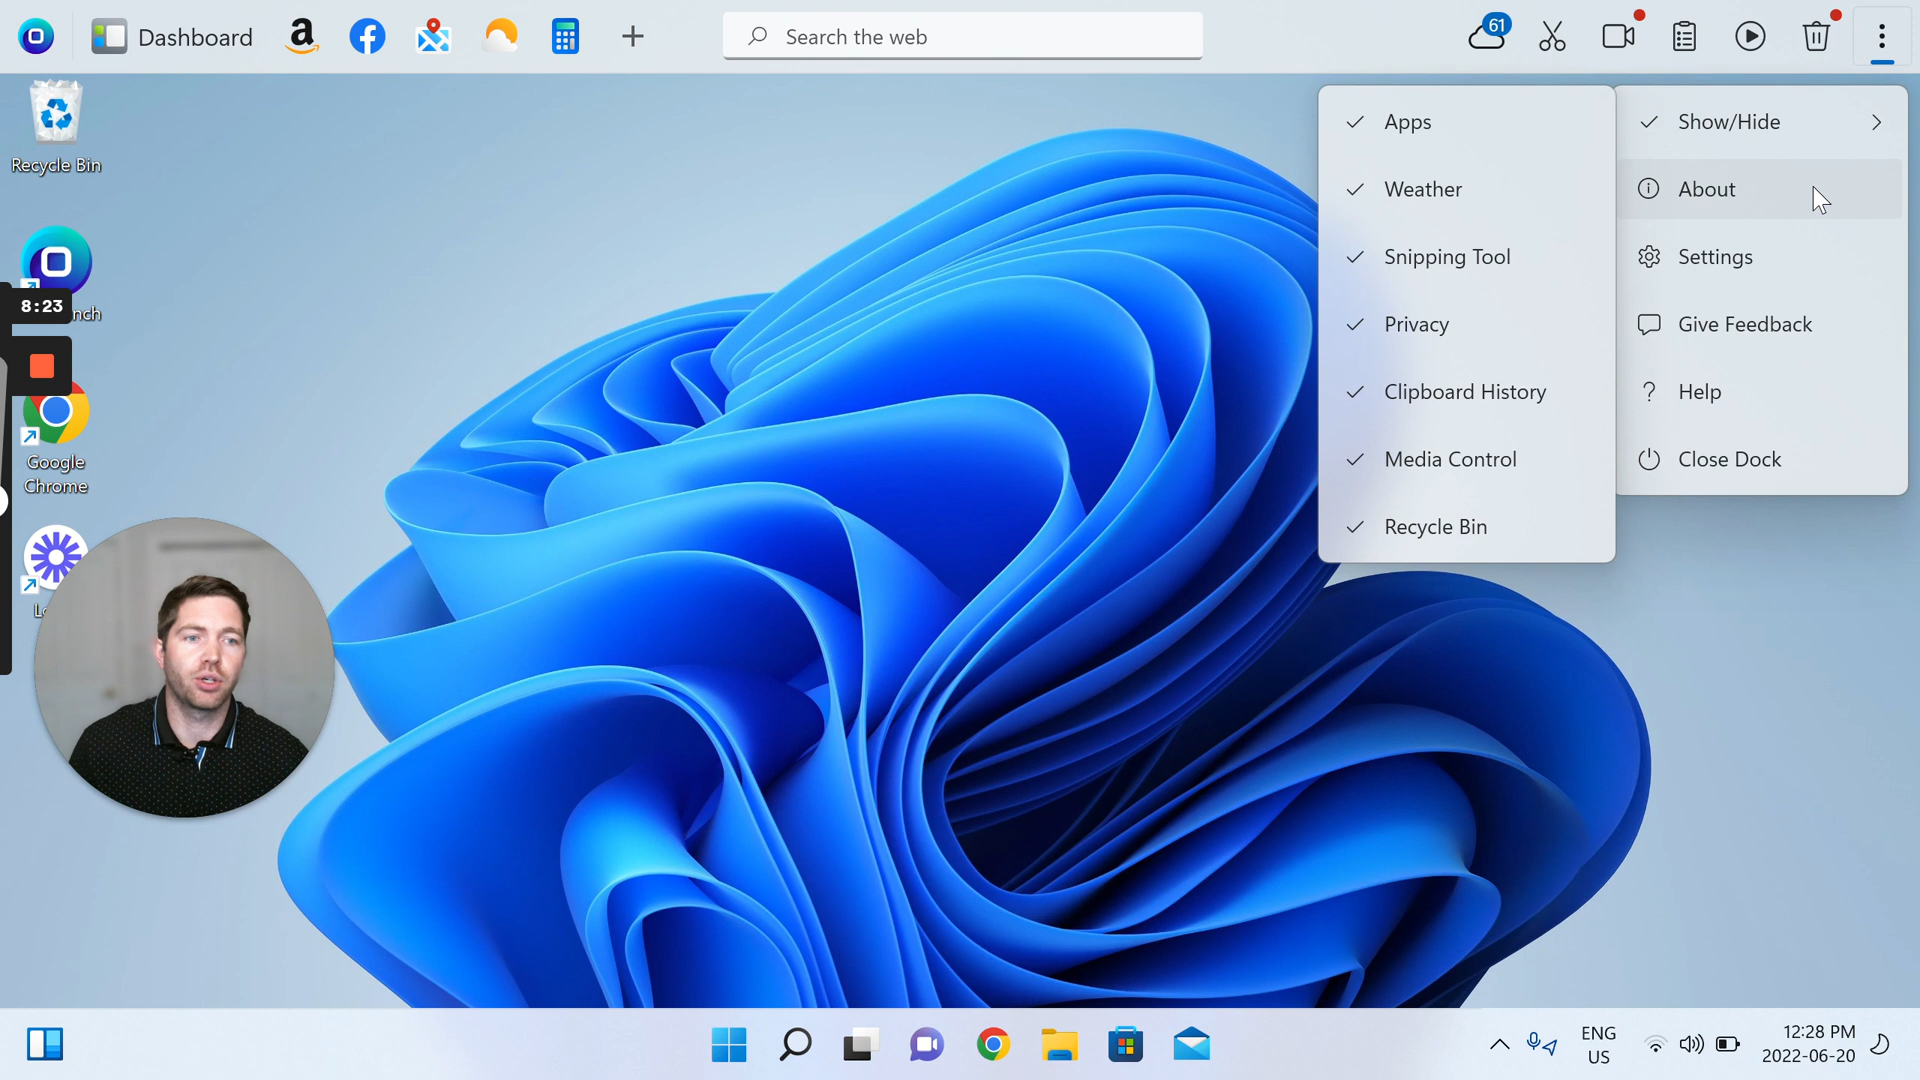 Dashboard
Search the web
61
Recycle Bin
8:23
nch
Google
Chrome
Apps
Weather
Snipping Tool
Privacy
Clipboard History
Media Control
Recycle Bin
Show/Hide
About
Settings
Give Feedback
? Help
Close Dock
ENG
US
12:28 PM
2022-06-20